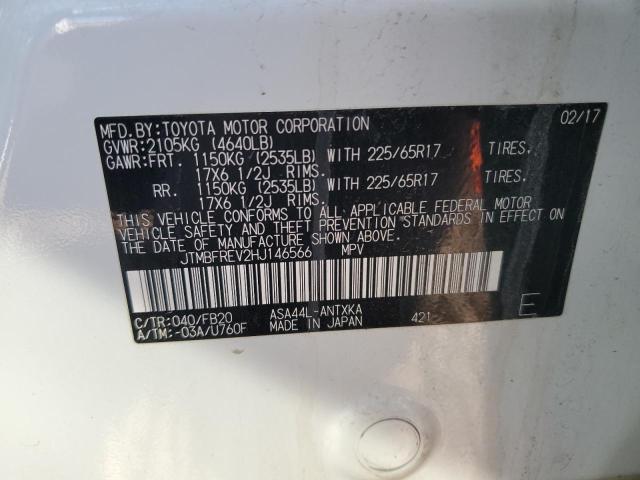 MFD.BY:TOYOTA MOTOR CORPORATION 02/17
GVWR:2105KG (4640LB)
GAWR:FRT. 1150KG (2535LB) WITH 225/65R17 TIRES.
17X6 1/2J RIMS.
RR. 1150KG (2535LB) WITH 225/65R17 TIRES.
17X6 1/2J RIMS.
THIS VEHICLE CONFORMS TO ALL APPLICABLE FEDERAL MOTOR
VEHICLE SAFETY AND THEFT PREVENTION STANDARDS IN EFFECT ON
THE DATE OF MANUFACTURE SHOWN ABOVE.
JTMBFREV2HJ146566 MPV
C/TR:040/FB20 ASA44L-ANTXKA 421 E
A/TM:-03A/U760F MADE IN JAPAN